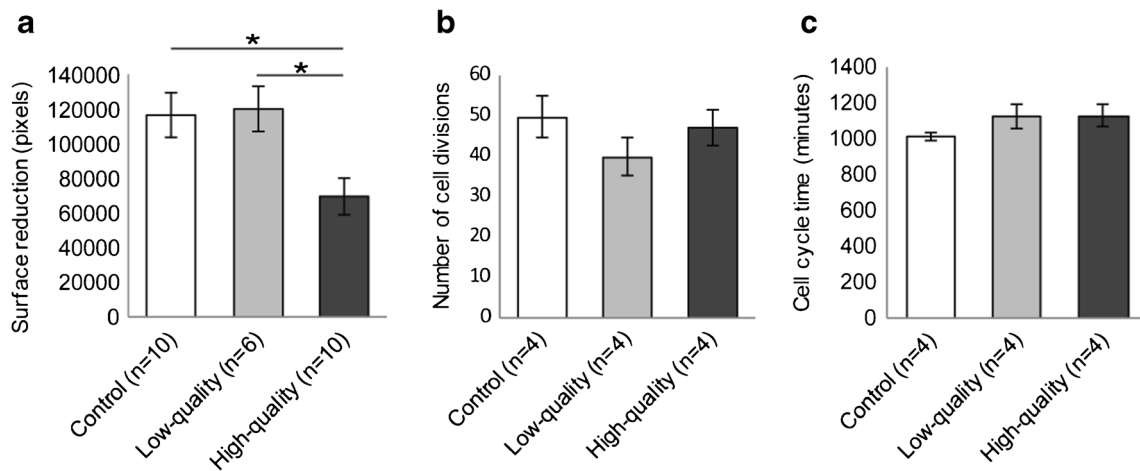 a
*
*
Surface reduction (pixels)
140000
120000
100000
80000
60000
40000
20000
0
Control (n=10)
Low-quality (n=6)
High-quality (n=10)
b
Number of cell divisions
60
50
40
30
20
10
0
Control (n=4)
Low-quality (n=4)
High-quality (n=4)
c
Cell cycle time (minutes)
1400
1200
1000
800
600
400
200
0
Control (n=4)
Low-quality (n=4)
High-quality (n=4)